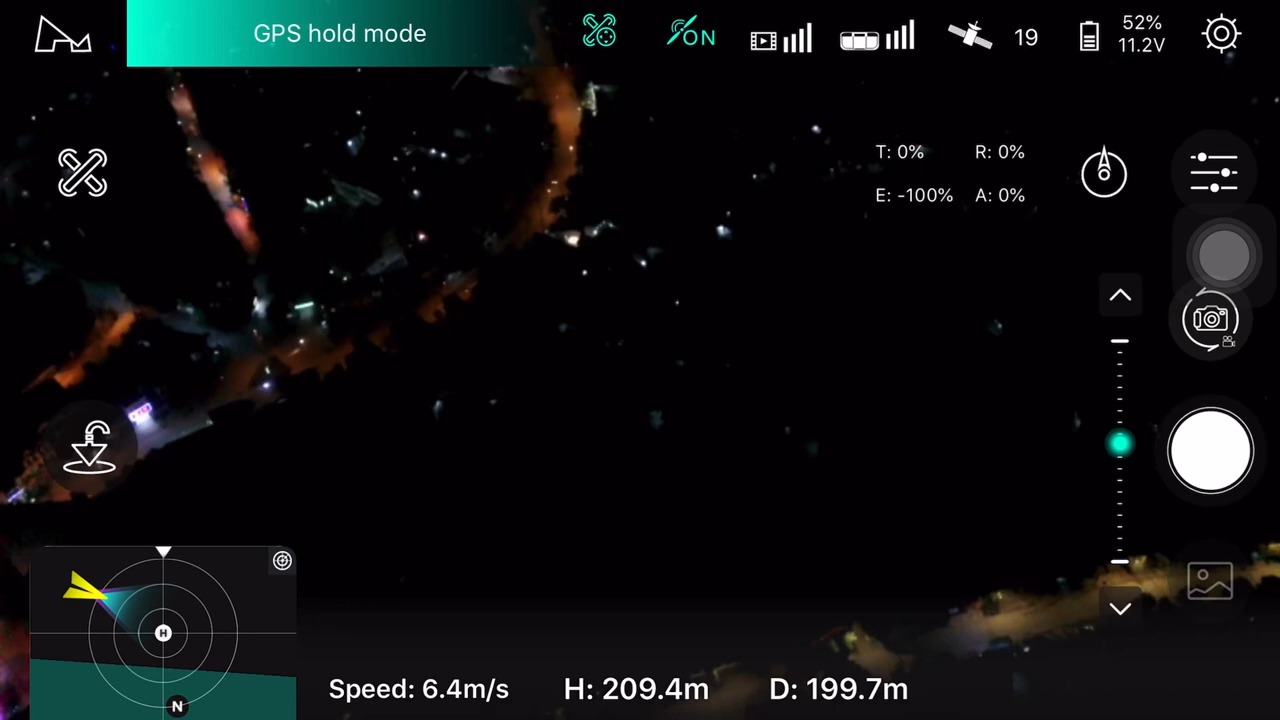 GPS hold mode
ON
19
52%
11.2V
T: 0% R: 0%
E: -100% A: 0%
H
N
Speed: 6.4m/s H: 209.4m D: 199.7m